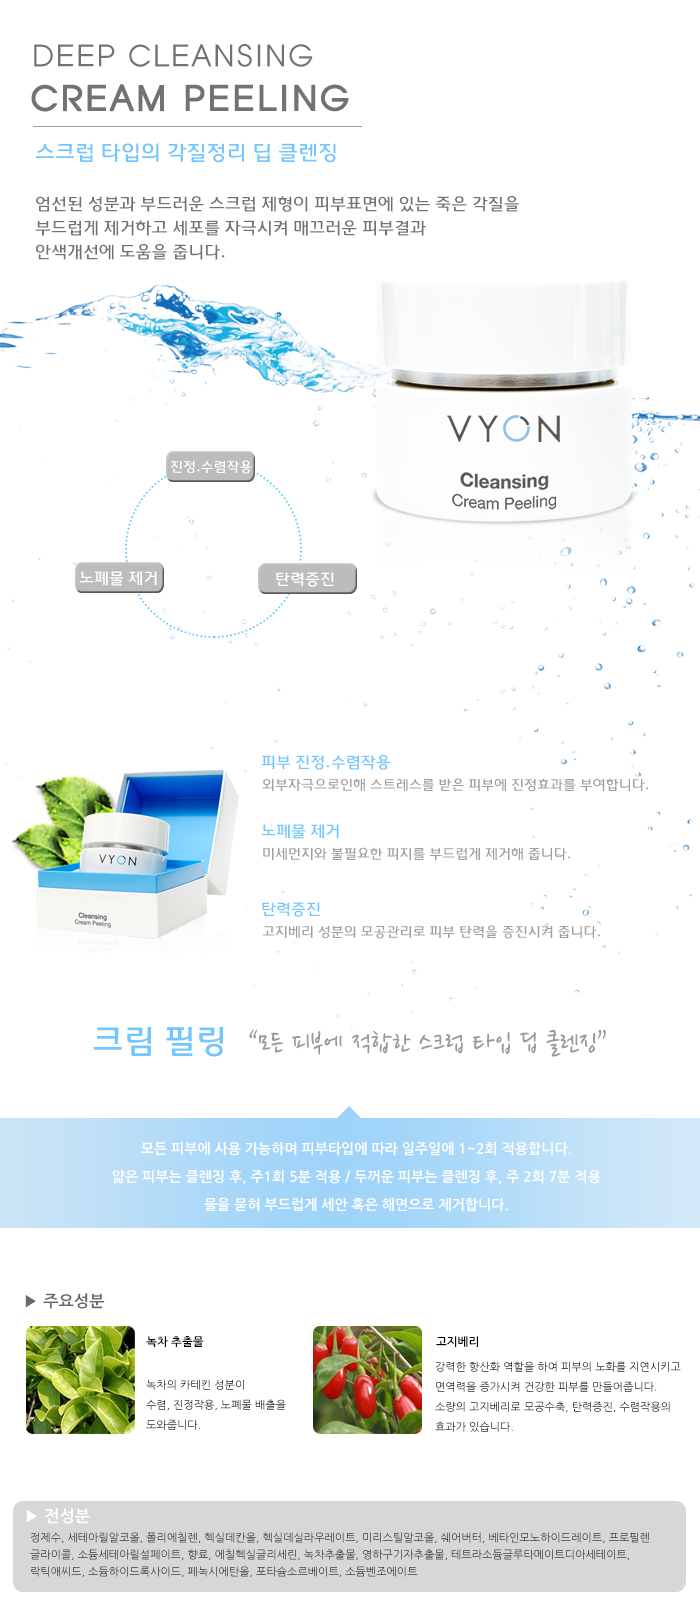 DEEP CLEANSING
CREAM PEELING
스크럽 타입의 각질정리 딥 클렌징
엄선된 성분과 부드러운 스크럽 제형이 피부표면에 있는 죽은 각질을
부드럽게 제거하고 세포를 자극시켜 매끄러운 피부결과
안색개선에 도움을 줍니다.
VYON
Cleansing
Cream Peeling
진정.수렴작용
노폐물 제거
탄력증진
피부 진정.수렴작용
외부자극으로인해 스트레스를 받은 피부에 진정효과를 부여합니다.
노폐물 제거
미세먼지와 불필요한 피지를 부드럽게 제거해 줍니다.
탄력증진
고지베리 성분의 모공관리로 피부 탄력을 증진시켜 줍니다.
VYON
Cleansing
Cream Peeling
크림 필링 “모든 피부에 적합한 스크럽 타입 딥 클렌징”
모든 피부에 사용 가능하며 피부타입에 따라 일주일에 1~2회 적용합니다.
얇은 피부는 클렌징 후, 주1회 5분 적용 / 두꺼운 피부는 클렌징 후, 주 2회 7분 적용
물을 묻혀 부드럽게 세안 혹은 해면으로 제거합니다.
▶ 주요성분
녹차 추출물
녹차의 카테킨 성분이
수렴, 진정작용, 노폐물 배출을
도와줍니다.
고지베리
강력한 항산화 역할을 하여 피부의 노화를 지연시키고
면역력을 증가시켜 건강한 피부를 만들어줍니다.
소량의 고지베리로 모공수축, 탄력증진, 수렴작용의
효과가 있습니다.
▶ 전성분
정제수, 세테아릴알코올, 폴리에칠렌, 헥실데칸올, 헥실데실라우레이트, 미리스틸알코올, 쉐어버터, 베타인모노하이드레이트, 프로필렌
글라이콜, 소듐세테아릴설페이트, 향료, 에칠헥실글리세린, 녹차추출물, 영하구기자추출물, 테트라소듐글루타메이트디아세테이트,
락틱애씨드, 소듐하이드록사이드, 페녹시에탄올, 포타슘소르베이트, 소듐벤조에이트